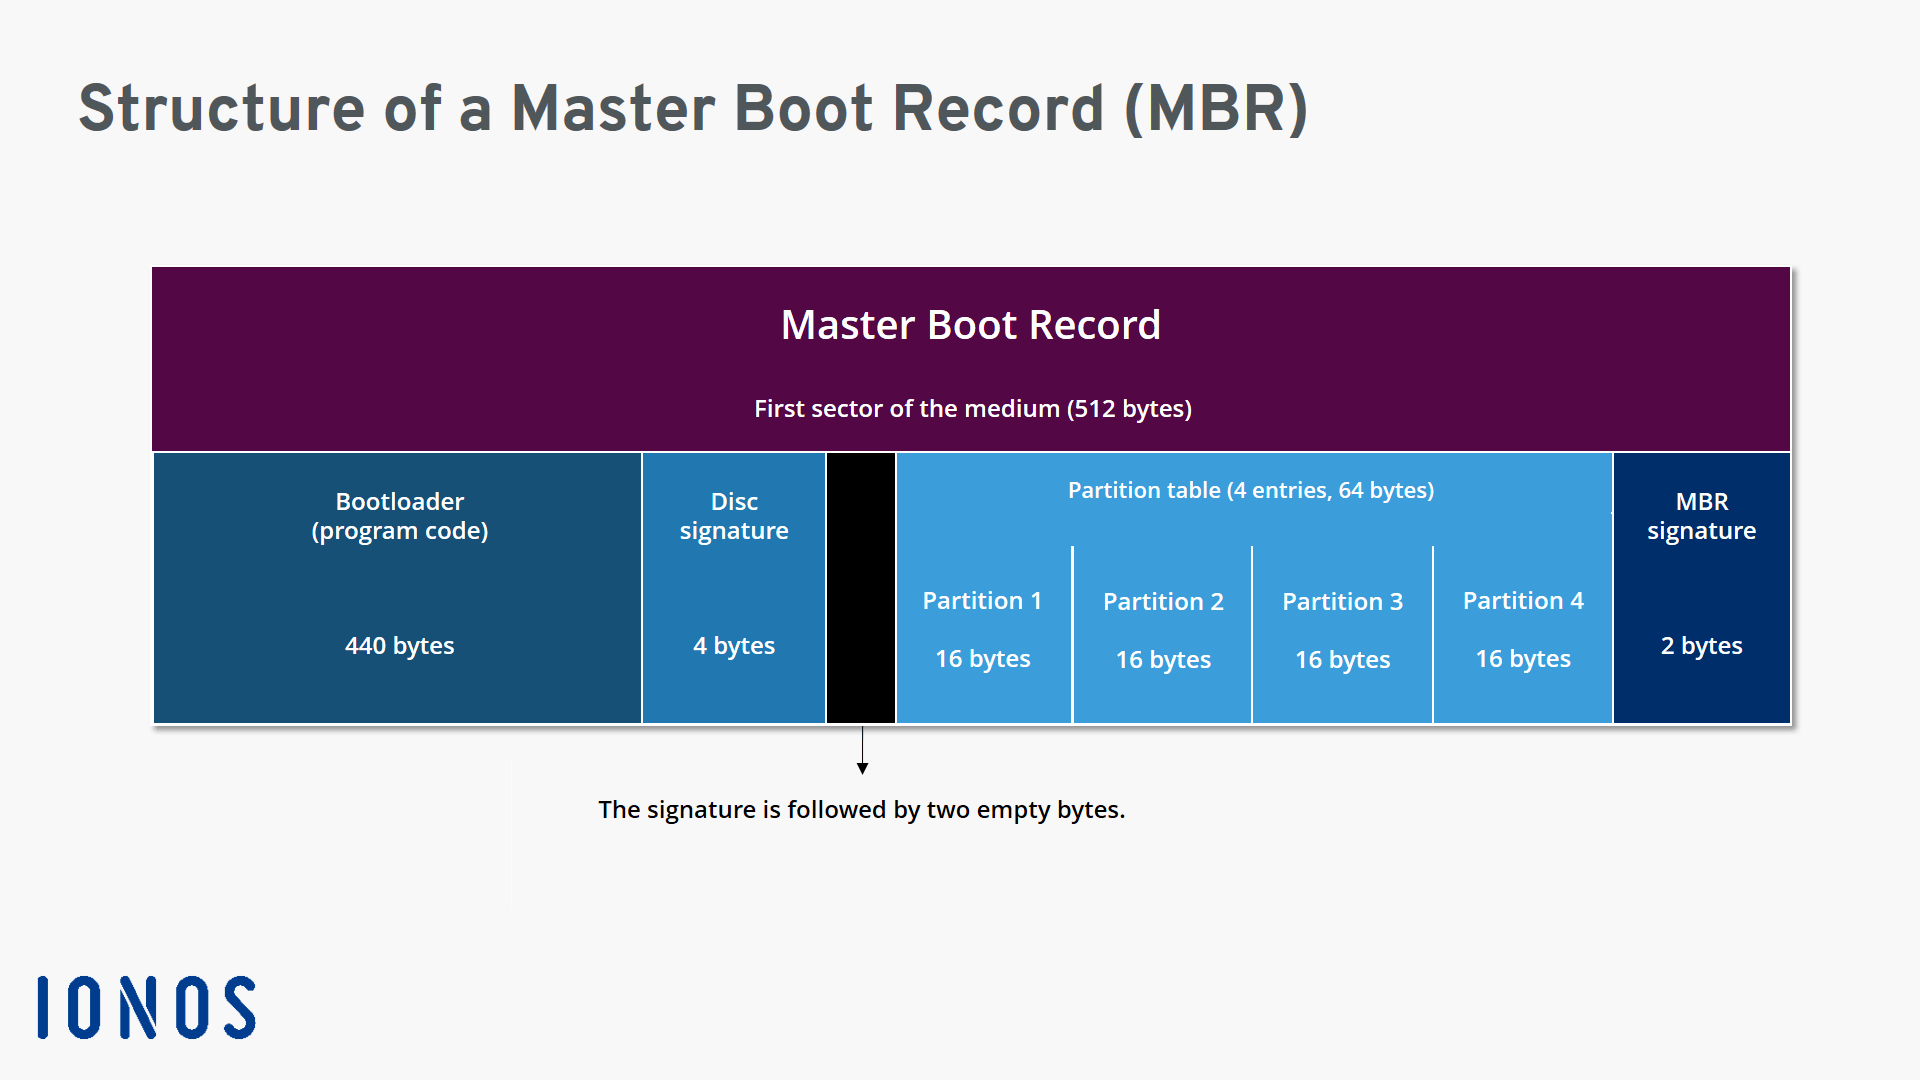 Structure of a Master Boot Record (MBR)
Master Boot Record
First sector of the medium (512 bytes)
Bootloader
(program code)
440 bytes
Disc
signature
4 bytes
Partition table (4 entries, 64 bytes)
Partition 1
16 bytes
Partition 2
16 bytes
Partition 3
16 bytes
Partition 4
16 bytes
MBR
signature
2 bytes
The signature is followed by two empty bytes.
IONOS